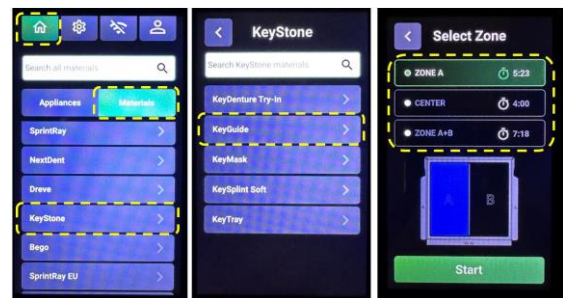 Search all materials
Appliances
Materials
SprintRay
NextDent
Dreve
KeyStone
Bego
SprintRay EU
KeyStone
Search KeyStone materials
KeyDenture Try-In
KeyGuide
KeyMask
KeySplint Soft
KeyTray
Select Zone
ZONE A 5:23
CENTER 4:00
ZONE A+B 7:18
A B
Start